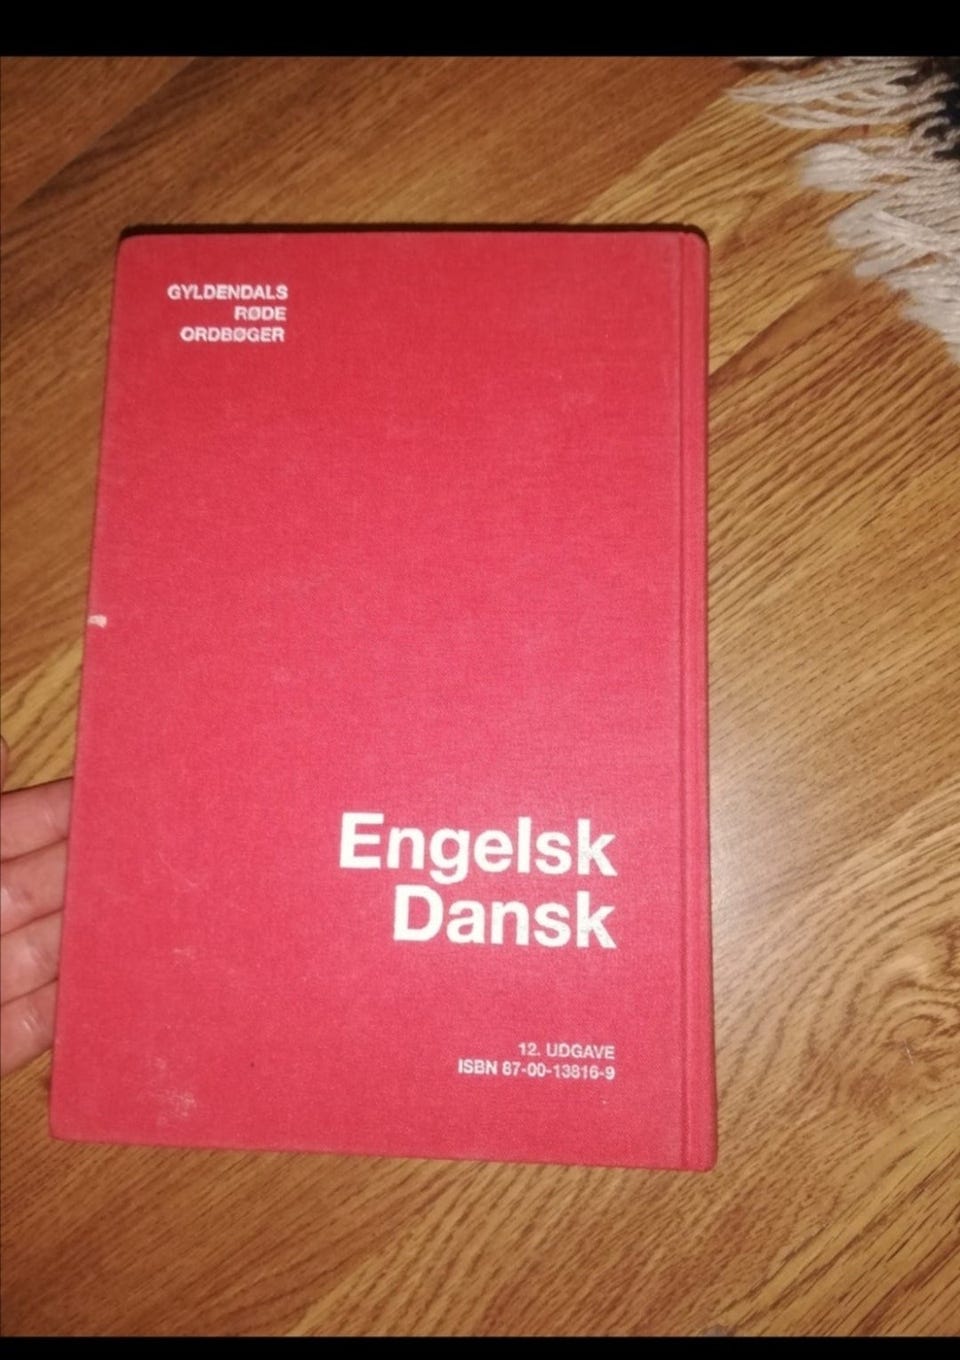 GYLDENDALS
RØDE
ORDBØGER
Engelsk
Dansk
12. UDGAVE
ISBN 87-00-13816-9